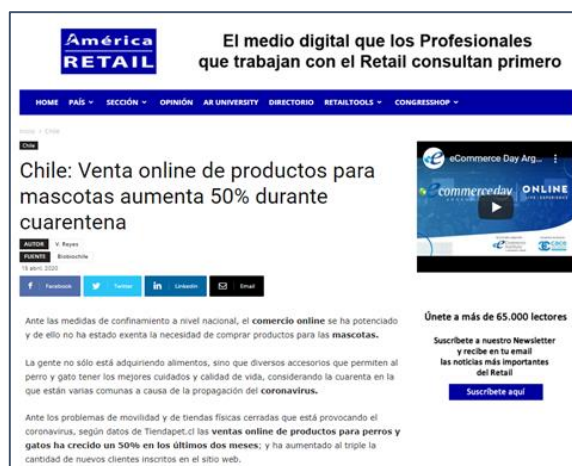 América
RETAIL
El medio digital que los Profesionales
que trabajan con el Retail consultan primero
HOME PAÍS SECCIÓN OPINIÓN AR UNIVERSITY DIRECTORIO RETAILTOOLS CONGRESSHOP
Inicio › Chile
Chile
Chile: Venta online de productos para
mascotas aumenta 50% durante
cuarentena
AUTOR V. Reyes
FUENTE Biobiochile
15 abril, 2020
Facebook Twitter Linkedin Email
Ante las medidas de confinamiento a nivel nacional, el comercio online se ha potenciado
y de ello no ha estado exenta la necesidad de comprar productos para las mascotas.
La gente no sólo está adquiriendo alimentos, sino que diversos accesorios que permiten al
perro y gato tener los mejores cuidados y calidad de vida, considerando la cuarenta en la
que están varias comunas a causa de la propagación del coronavirus.
Ante los problemas de movilidad y de tiendas físicas cerradas que está provocando el
coronavirus, según datos de Tiendapet.cl las ventas online de productos para perros y
gatos ha crecido un 50% en los últimos dos meses; y ha aumentado al triple la
cantidad de nuevos clientes inscritos en el sitio web.
eCommerce Day Arg...
ecommerceday ONLINE
LIVE EXPERIENCE
CACE
Únete a más de 65.000 lectores
Suscríbete a nuestro Newsletter
y recibe en tu email
las noticias más importantes
del Retail
Suscríbete aquí